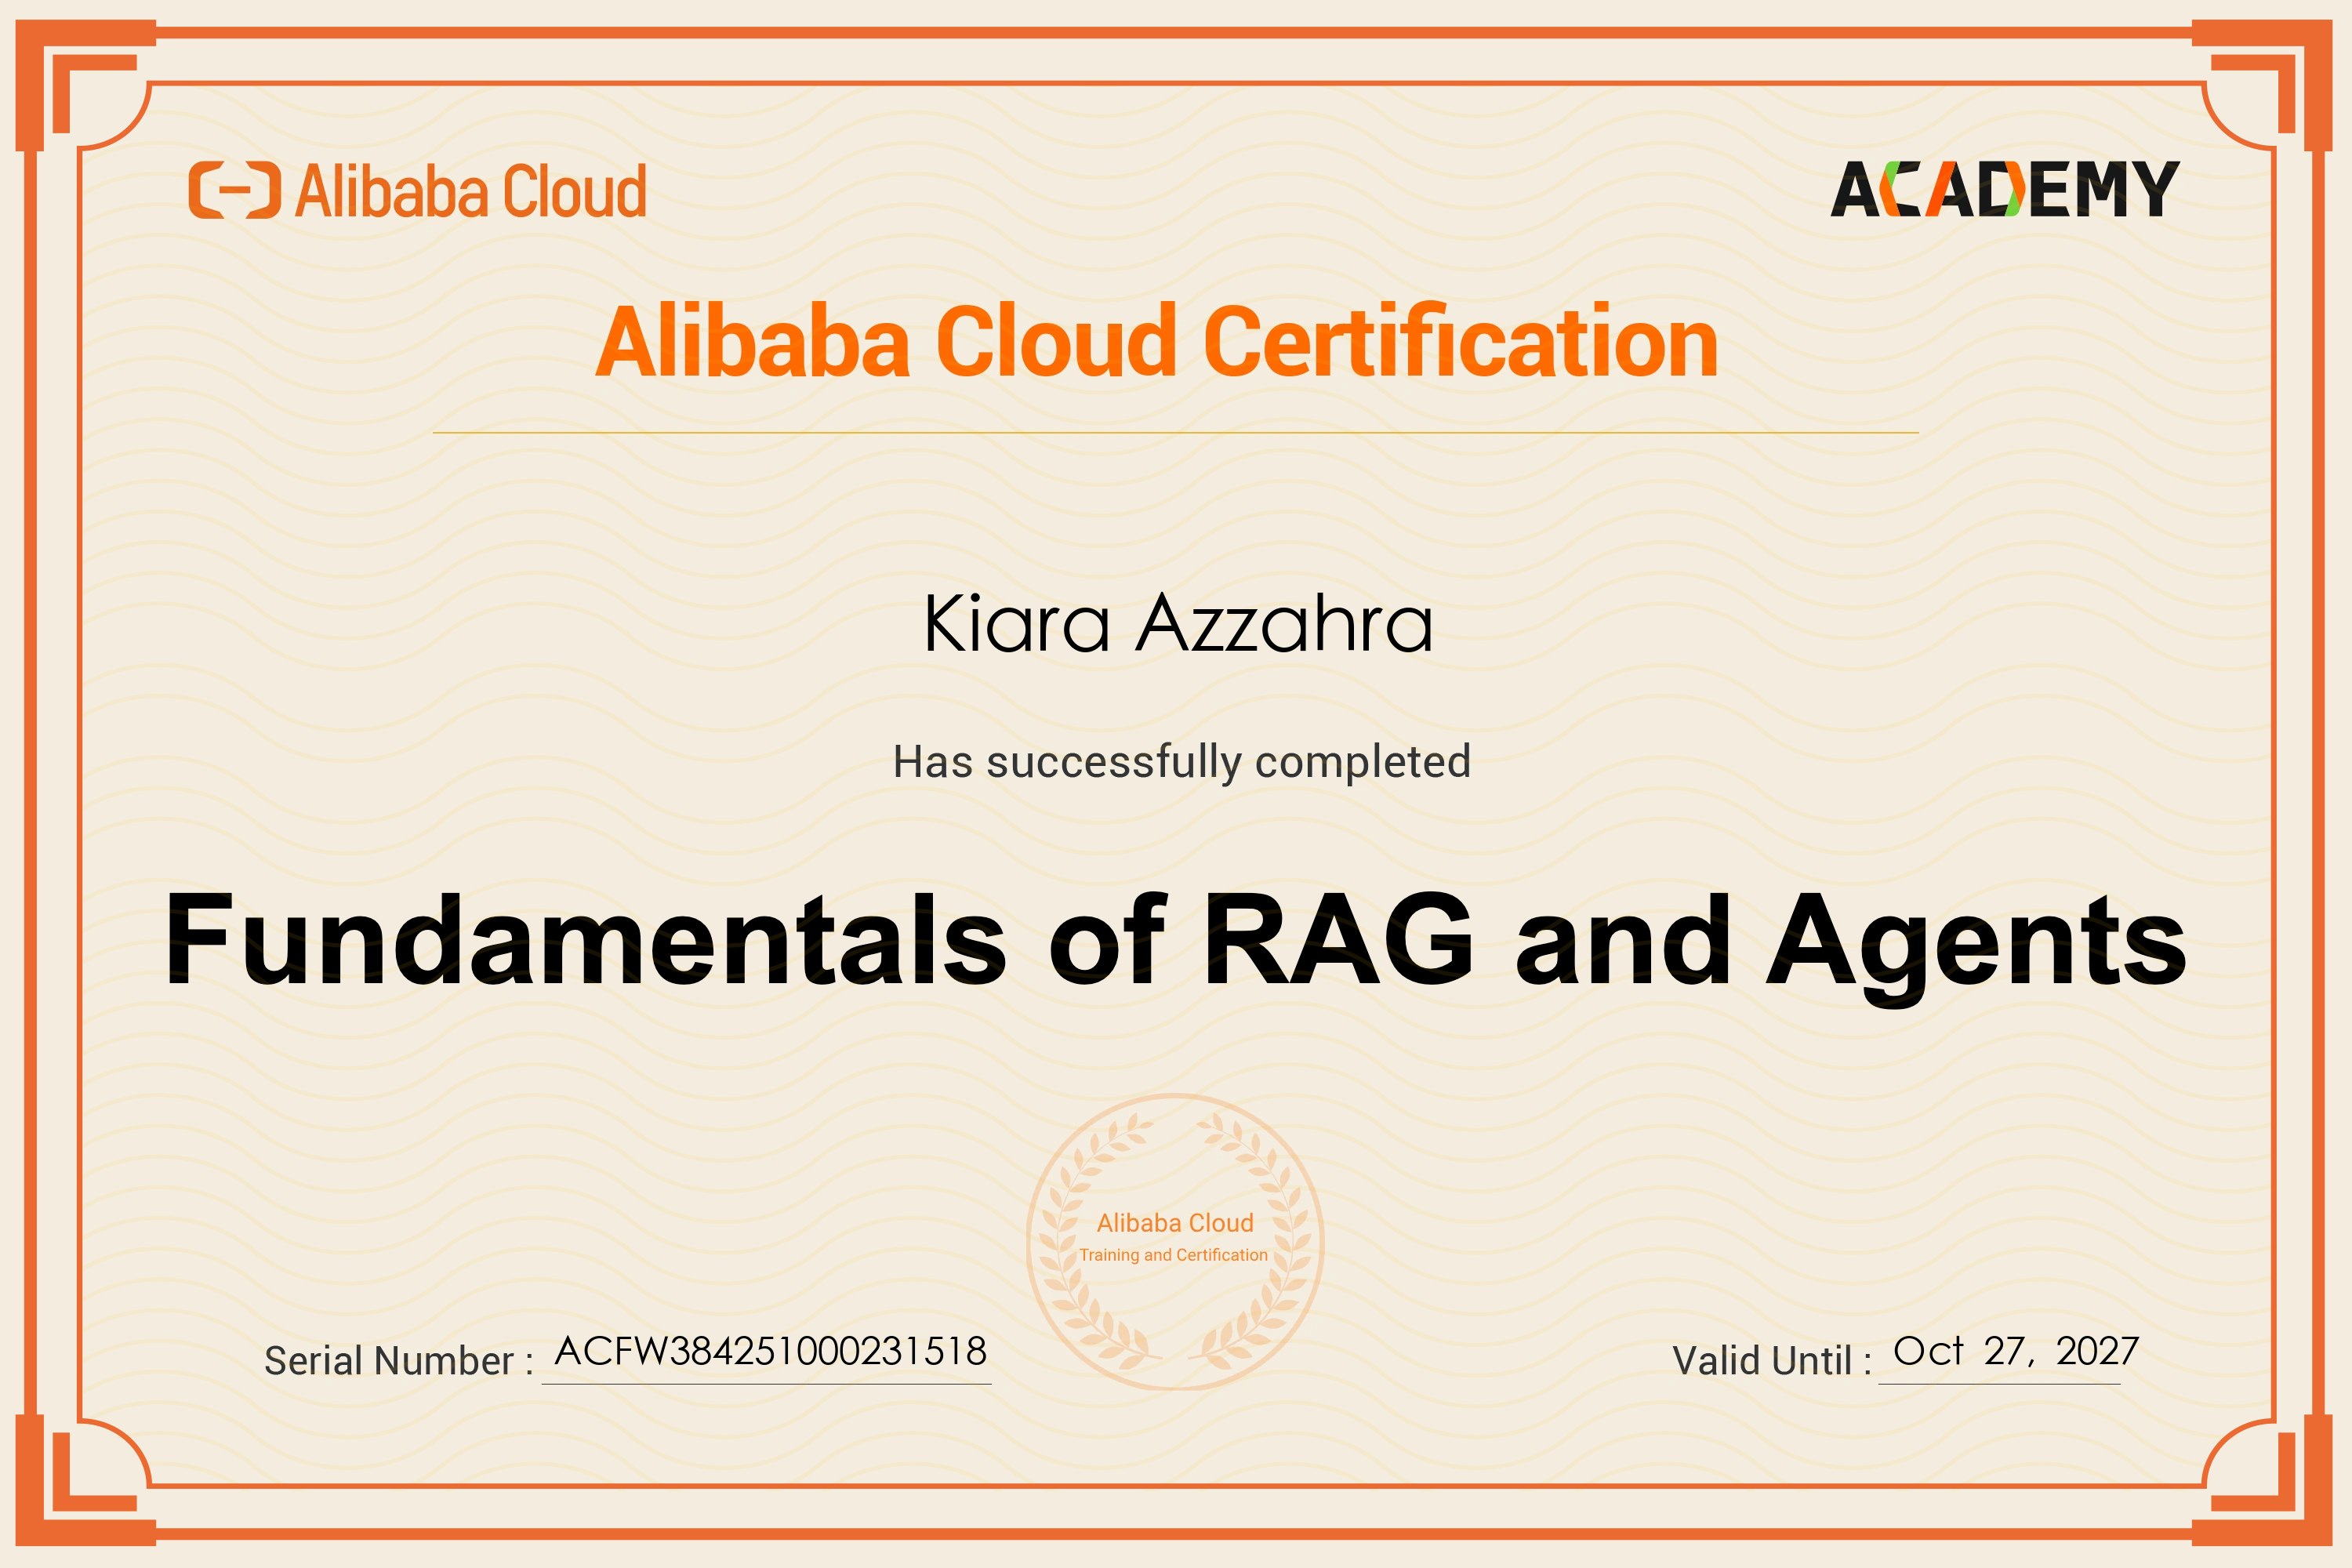 Alibaba Cloud
ACADEMY
Alibaba Cloud Certification
Kiara Azzahra
Has successfully completed
Fundamentals of RAG and Agents
Alibaba Cloud
Training and Certification
Serial Number : ACFW384251000231518
Valid Until : Oct 27, 2027